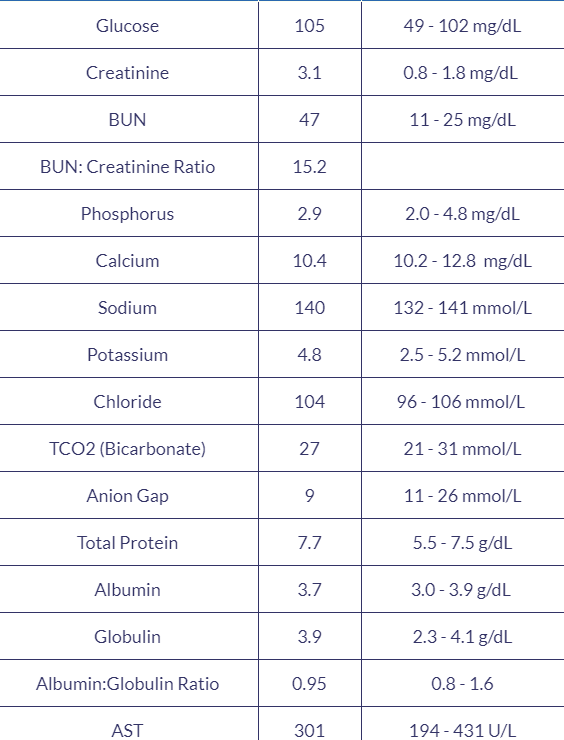 Glucose 105 49 - 102 mg/dL
Creatinine 3.1 0.8 - 1.8 mg/dL
BUN 47 11 - 25 mg/dL
BUN: Creatinine Ratio 15.2
Phosphorus 2.9 2.0 - 4.8 mg/dL
Calcium 10.4 10.2 - 12.8 mg/dL
Sodium 140 132 - 141 mmol/L
Potassium 4.8 2.5 - 5.2 mmol/L
Chloride 104 96 - 106 mmol/L
TCO2 (Bicarbonate) 27 21 - 31 mmol/L
Anion Gap 9 11 - 26 mmol/L
Total Protein 7.7 5.5 - 7.5 g/dL
Albumin 3.7 3.0 - 3.9 g/dL
Globulin 3.9 2.3 - 4.1 g/dL
Albumin:Globulin Ratio 0.95 0.8 - 1.6
AST 301 194 - 431 U/L